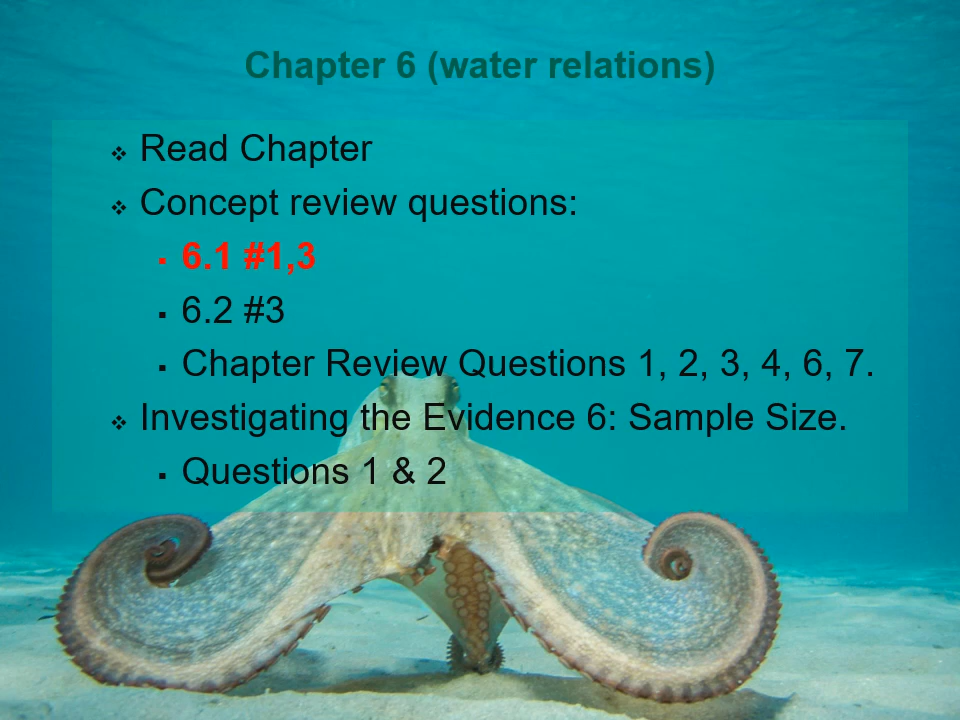 Chapter 6 (water relations)
❖ Read Chapter
❖ Concept review questions:
▪ 6.1 #1,3
▪ 6.2 #3
▪ Chapter Review Questions 1, 2, 3, 4, 6, 7.
❖ Investigating the Evidence 6: Sample Size.
▪ Questions 1 & 2